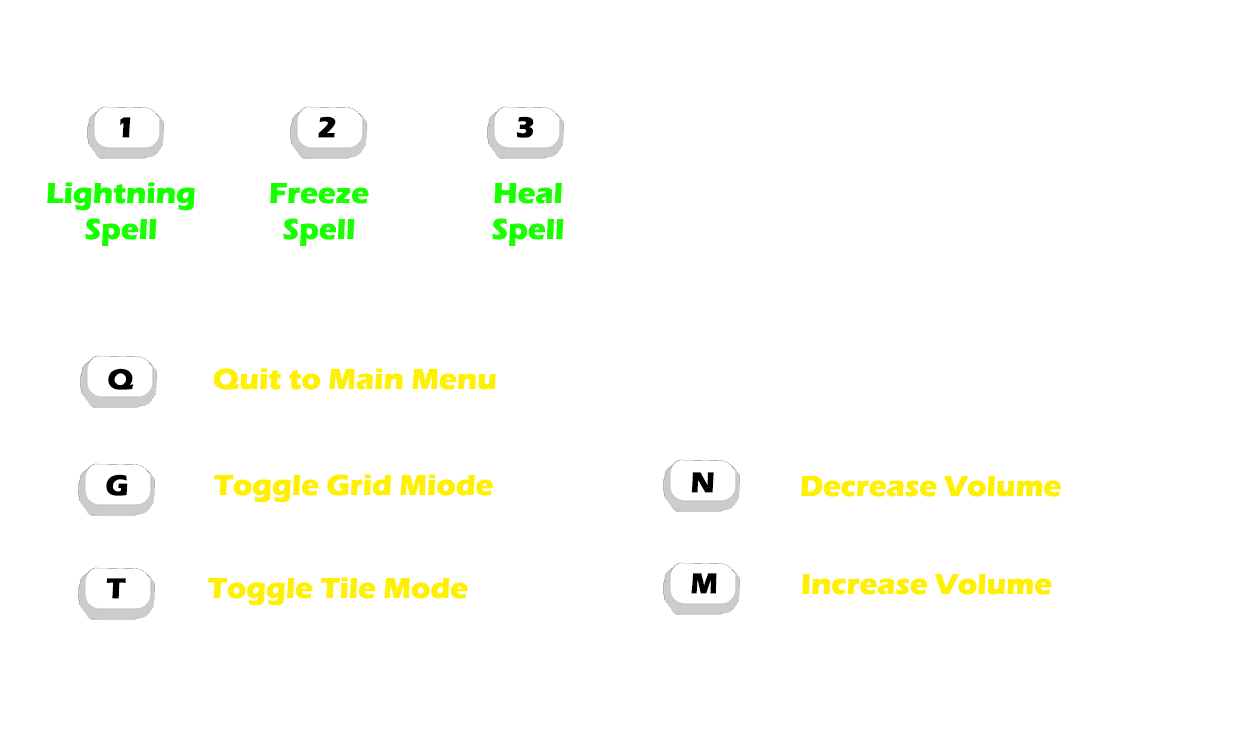 1 2 3
Lightning Freeze Heal
Spell Spell Spell
Q Quit to Main Menu
G Toggle Grid Miode N Decrease Volume
T Toggle Tile Mode M Increase Volume